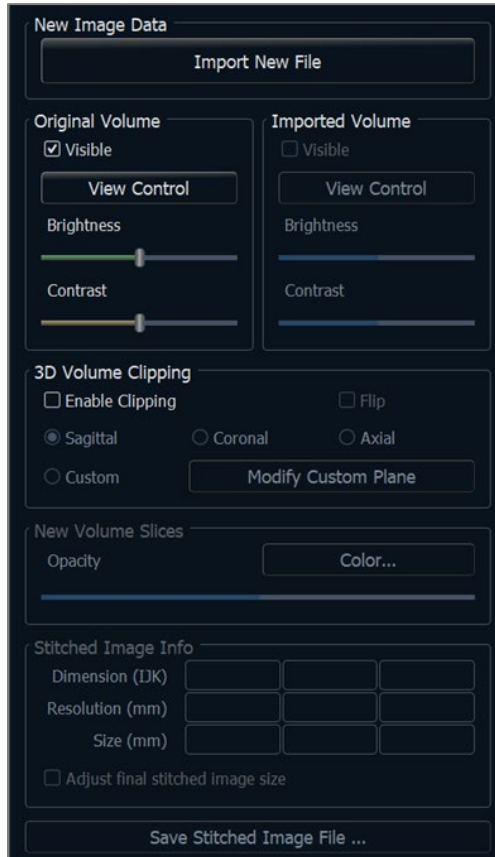 New Image Data
Import New File
Original Volume
Visible
View Control
Brightness
Contrast
Imported Volume
Visible
View Control
Brightness
Contrast
3D Volume Clipping
Enable Clipping
Flip
Sagittal
Coronal
Axial
Custom
Modify Custom Plane
New Volume Slices
Opacity
Color...
Stitched Image Info
Dimension (IJK)
Resolution (mm)
Size (mm)
Adjust final stitched image size
Save Stitched Image File ...